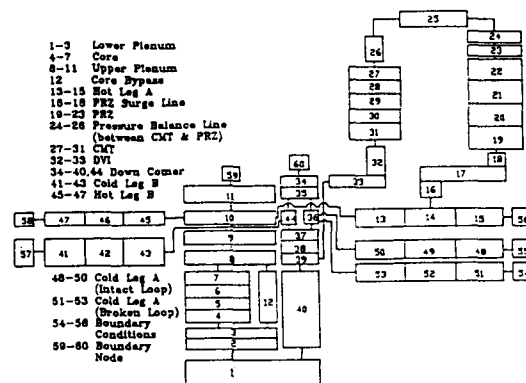 1-3 Lower Plenum
4-7 Core
8-11 Upper Plenum
12 Core Bypass
13-15 Hot Leg A
16-18 PRZ Surge Line
19-23 PRZ
24-26 Pressure Balance Line
(between CMT & PRZ)
27-31 CMT
32-33 DVI
34-40,44 Down Comer
41-43 Cold Leg B
45-47 Hot Leg B
48-50 Cold Leg A
(Intact Loop)
51-53 Cold Leg A
(Broken Loop)
54-58 Boundary
Conditions
59-60 Boundary
Node
25
26
24
23
22
21
20
19
18
17
16
27
28
29
30
31
32
33
60
34
35
59
11
10
9
8
44
36
37
38
39
40
58 47 46 45
57 41 42 43
13 14 15 56
50 49 48 55
53 52 51 54
7
6
5
4
12
3
2
1